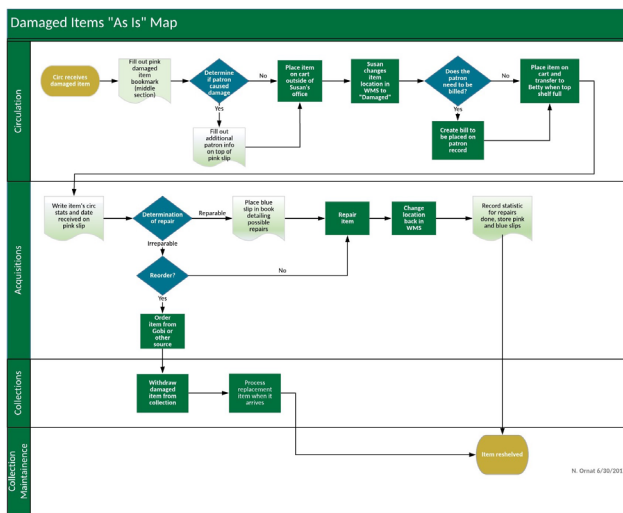 Damaged Items "As Is" Map
Circulation
Circ receives
damaged item
Fill out pink
damaged
item
bookmark
(middle
section)
Determine
if patron
caused
damage
No
Yes
Fill out
additional
patron info
on top of
pink slip
Place item
on cart
outside of
Susan's
office
Susan
changes
item
location in
WMS to
"Damaged"
Does the
patron
need to be
billed?
No
Yes
Create bill to
be placed on
patron
record
Place item on
cart and
transfer to
Betty when top
shelf full
Acquisitions
Write item's circ
stats and date
received on
pink slip
Determination
of repair
Reparable
Irreparable
Place blue
slip in book
detailing
possible
repairs
Repair
item
Change
location
back in
WMS
Record statistic
for repairs
done, store pink
and blue slips
Reorder?
No
Yes
Order
item from
Gobi or
other
source
Collections
Withdraw
damaged
item from
collection
Process
replacement
item when it
arrives
Collection
Maintainence
Item reshelved
N. Ornat 6/30/201